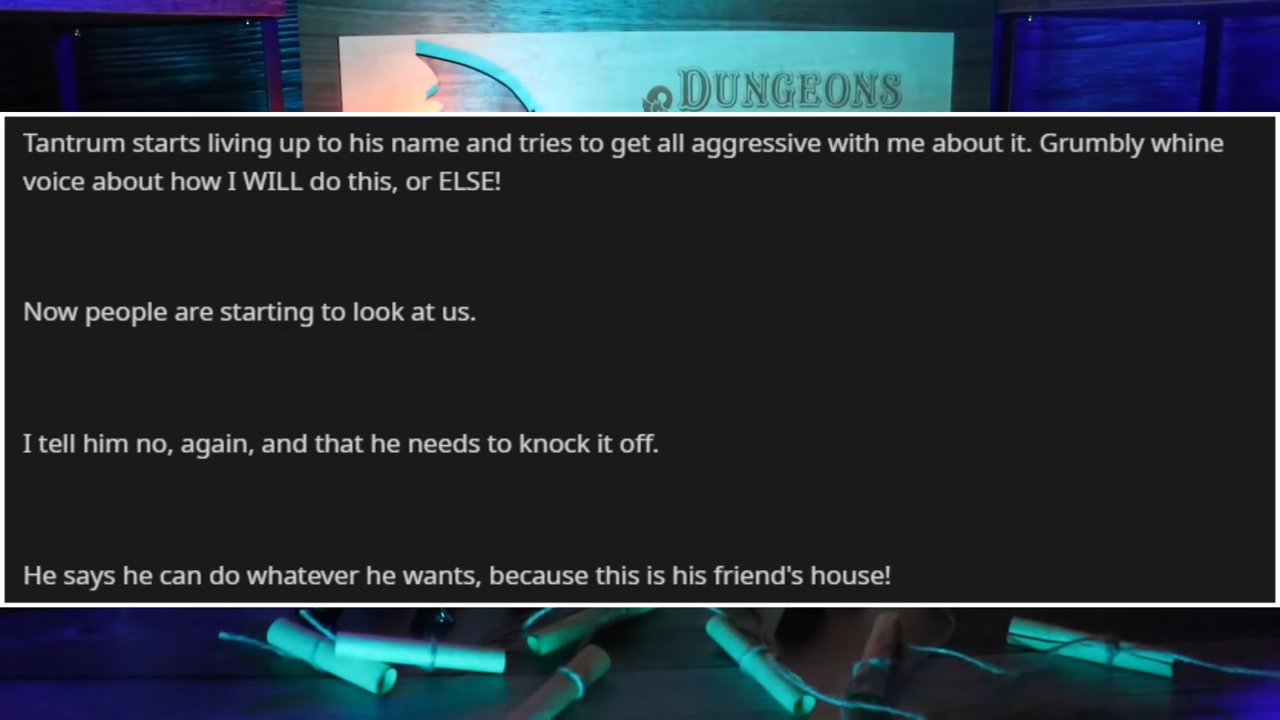 DUNGEONS
Tantrum starts living up to his name and tries to get all aggressive with me about it. Grumbly whine
voice about how I WILL do this, or ELSE!
Now people are starting to look at us.
I tell him no, again, and that he needs to knock it off.
He says he can do whatever he wants, because this is his friend's house!